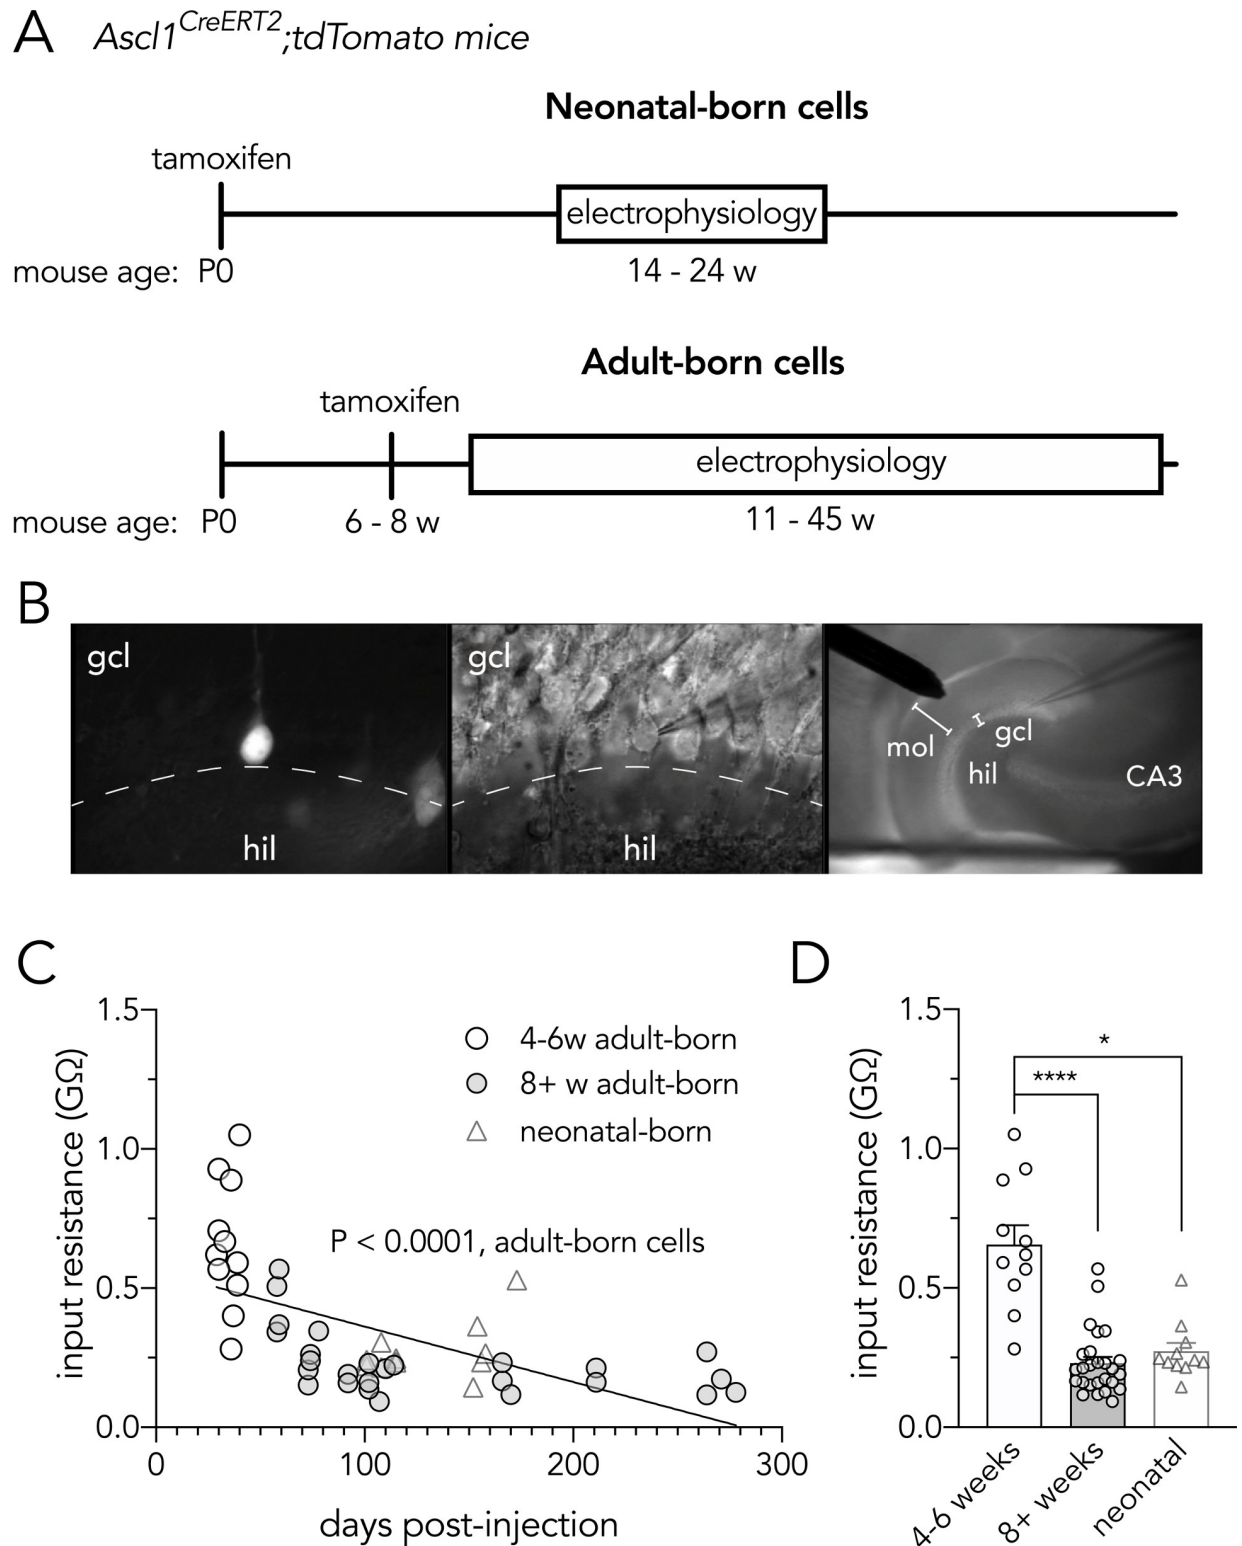 A
Ascl1CreERT2;tdTomato mice
Neonatal-born cells
tamoxifen
electrophysiology
mouse age: P0
14 - 24 w
Adult-born cells
tamoxifen
electrophysiology
mouse age: P0
6 - 8 w
11 - 45 w
B
gcl
hil
gcl
hil
mol
gcl
hil
CA3
C
input resistance (GΩ)
1.5
1.0
0.5
0.0
4-6w adult-born
8+ w adult-born
neonatal-born
P < 0.0001, adult-born cells
0
100
200
300
days post-injection
D
input resistance (GΩ)
1.5
1.0
0.5
0.0
*
****
4-6 weeks
8+ weeks
neonatal